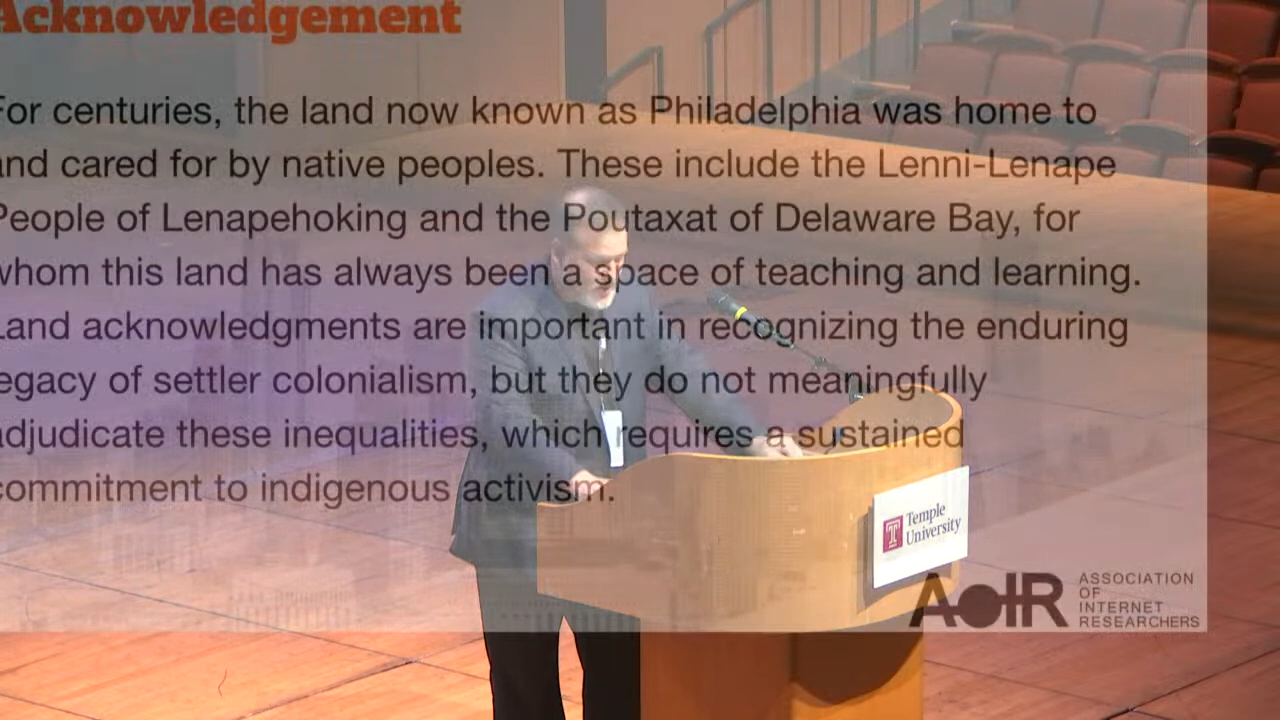 Acknowledgement
For centuries, the land now known as Philadelphia was home to
and cared for by native peoples. These include the Lenni-Lenape
People of Lenapehoking and the Poutaxat of Delaware Bay, for
whom this land has always been a space of teaching and learning.
Land acknowledgments are important in recognizing the enduring
legacy of settler colonialism, but they do not meaningfully
adjudicate these inequalities, which requires a sustained
commitment to indigenous activism.
Temple
University
AoIR
ASSOCIATION
OF
INTERNET
RESEARCHERS